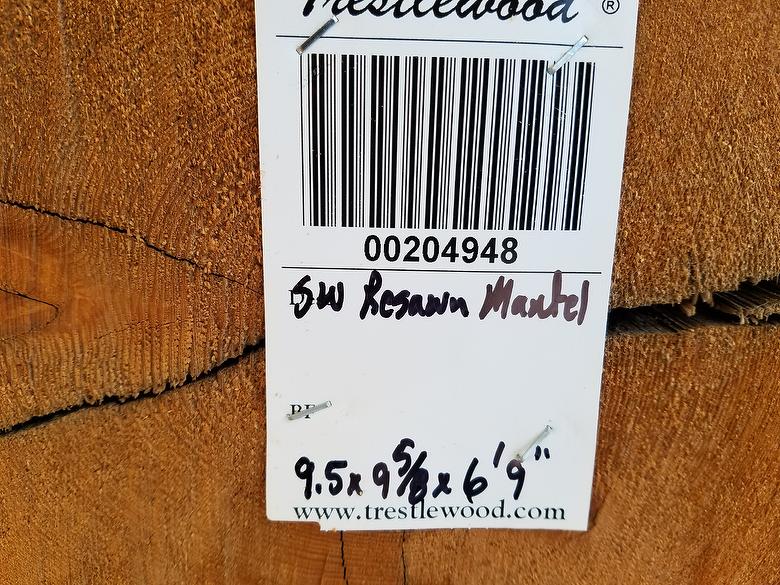 Trestlewood ®
00204948
SW Resawn Mantel
BF
9.5 x 9 5/8 x 6' 9"
www.trestlewood.com